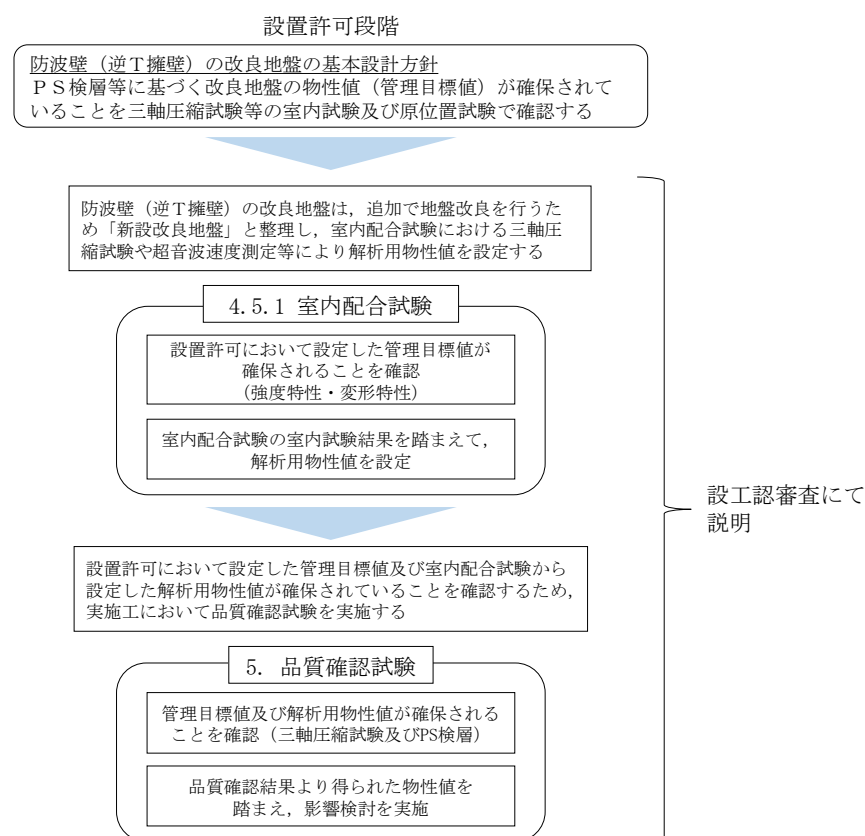 設置許可段階
防波壁（逆Ｔ擁壁）の改良地盤の基本設計方針
ＰＳ検層等に基づく改良地盤の物性値（管理目標値）が確保されて
いることを三軸圧縮試験等の室内試験及び原位置試験で確認する
防波壁（逆Ｔ擁壁）の改良地盤は，追加で地盤改良を行うた
め「新設改良地盤」と整理し，室内配合試験における三軸圧
縮試験や超音波速度測定等により解析用物性値を設定する
4.5.1 室内配合試験
設置許可において設定した管理目標値が
確保されることを確認
（強度特性・変形特性）
室内配合試験の室内試験結果を踏まえて，
解析用物性値を設定
設工認審査にて
説明
設置許可において設定した管理目標値及び室内配合試験から
設定した解析用物性値が確保されていることを確認するため，
実施工において品質確認試験を実施する
5. 品質確認試験
管理目標値及び解析用物性値が確保される
ことを確認（三軸圧縮試験及びPS検層）
品質確認結果より得られた物性値を
踏まえ，影響検討を実施